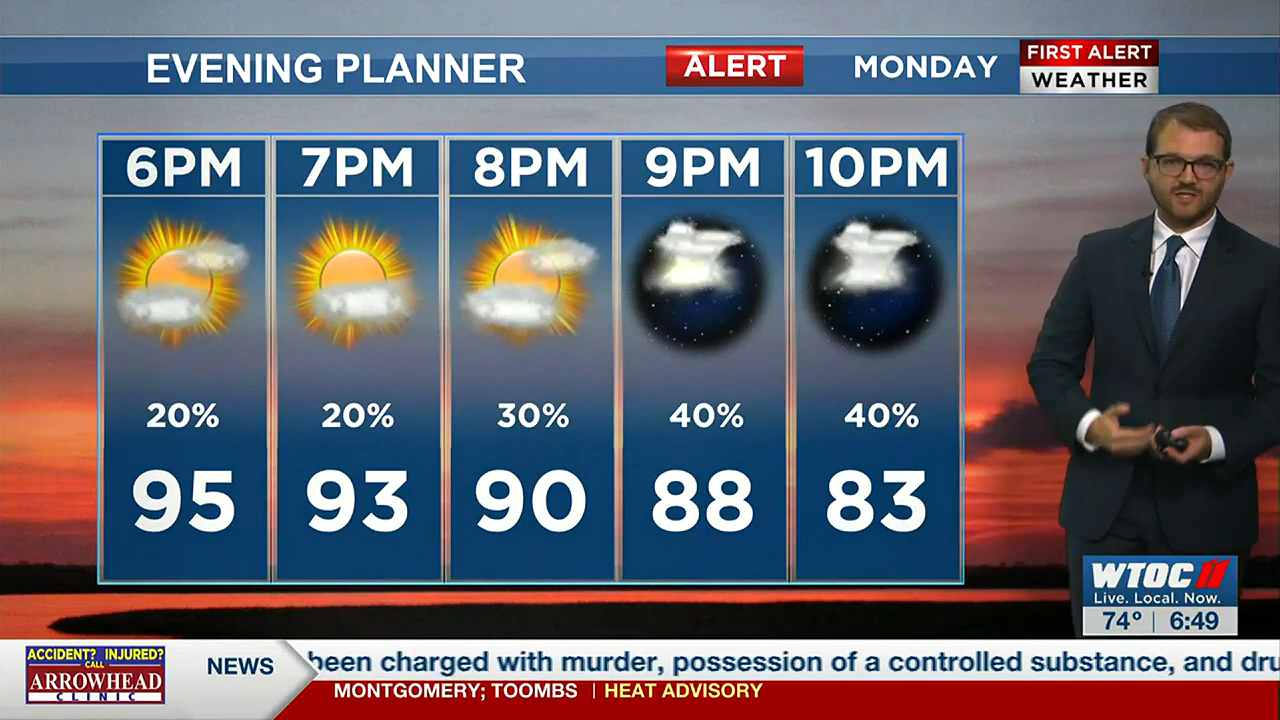 EVENING PLANNER
ALERT
MONDAY
FIRST ALERT
WEATHER
6PM 7PM 8PM 9PM 10PM
20% 20% 30% 40% 40%
95 93 90 88 83
WTOC 11
Live. Local. Now.
74° | 6:49
ACCIDENT? INJURED?
CALL
ARROWHEAD
CLINIC
NEWS
been charged with murder, possession of a controlled substance, and dru
MONTGOMERY; TOOMBS | HEAT ADVISORY